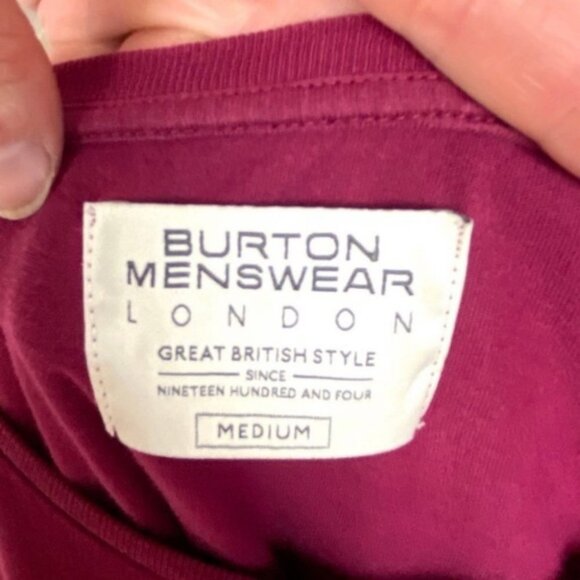 BURTON
MENSWEAR
LONDON
GREAT BRITISH STYLE
SINCE
NINETEEN HUNDRED AND FOUR
MEDIUM